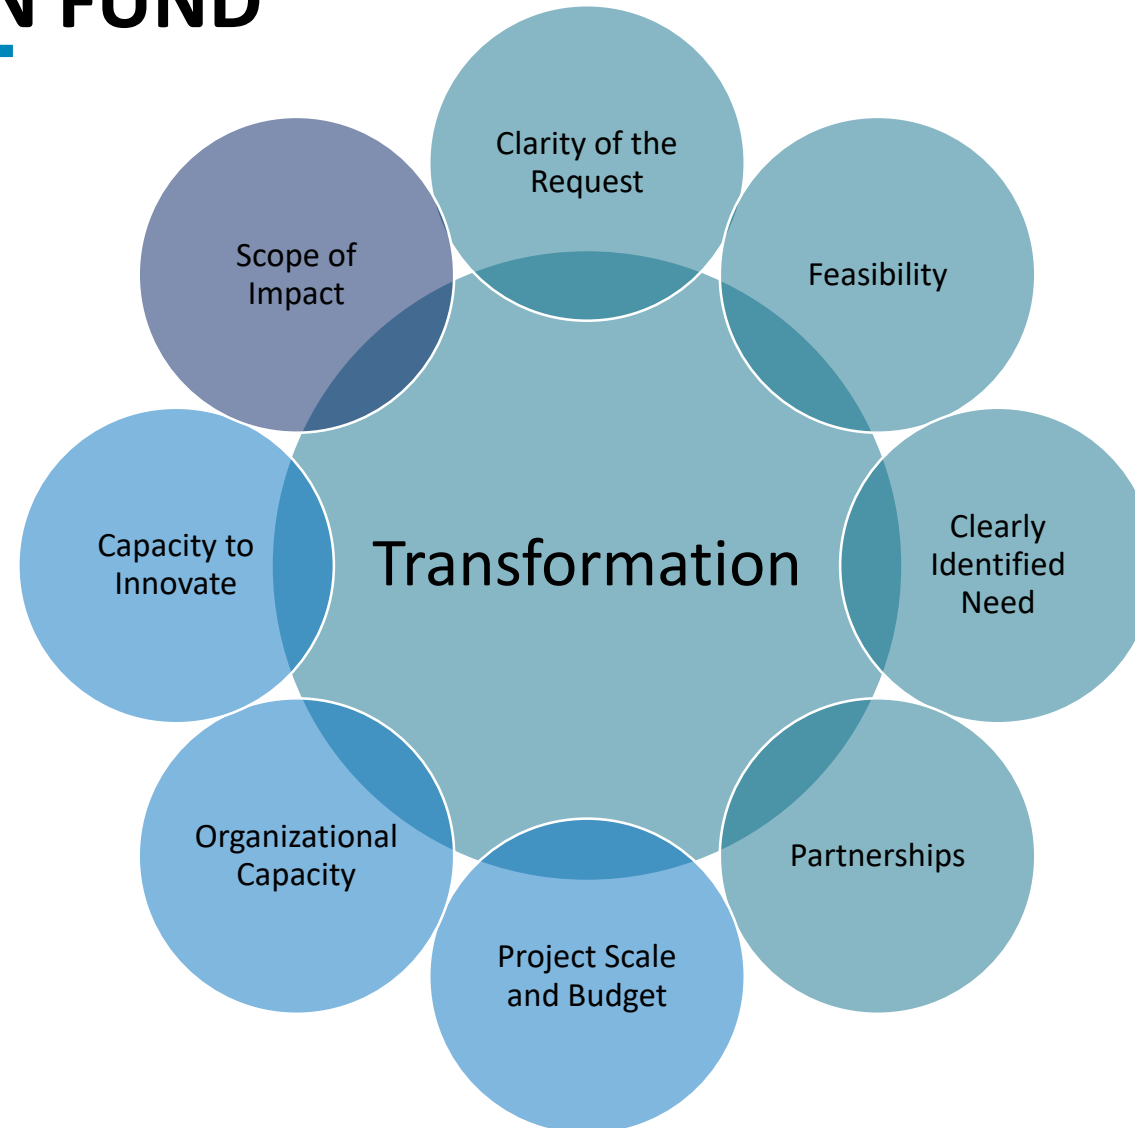 N FUND
Clarity of the
Request
Feasibility
Clearly
Identified
Need
Partnerships
Project Scale
and Budget
Organizational
Capacity
Capacity to
Innovate
Scope of
Impact
Transformation